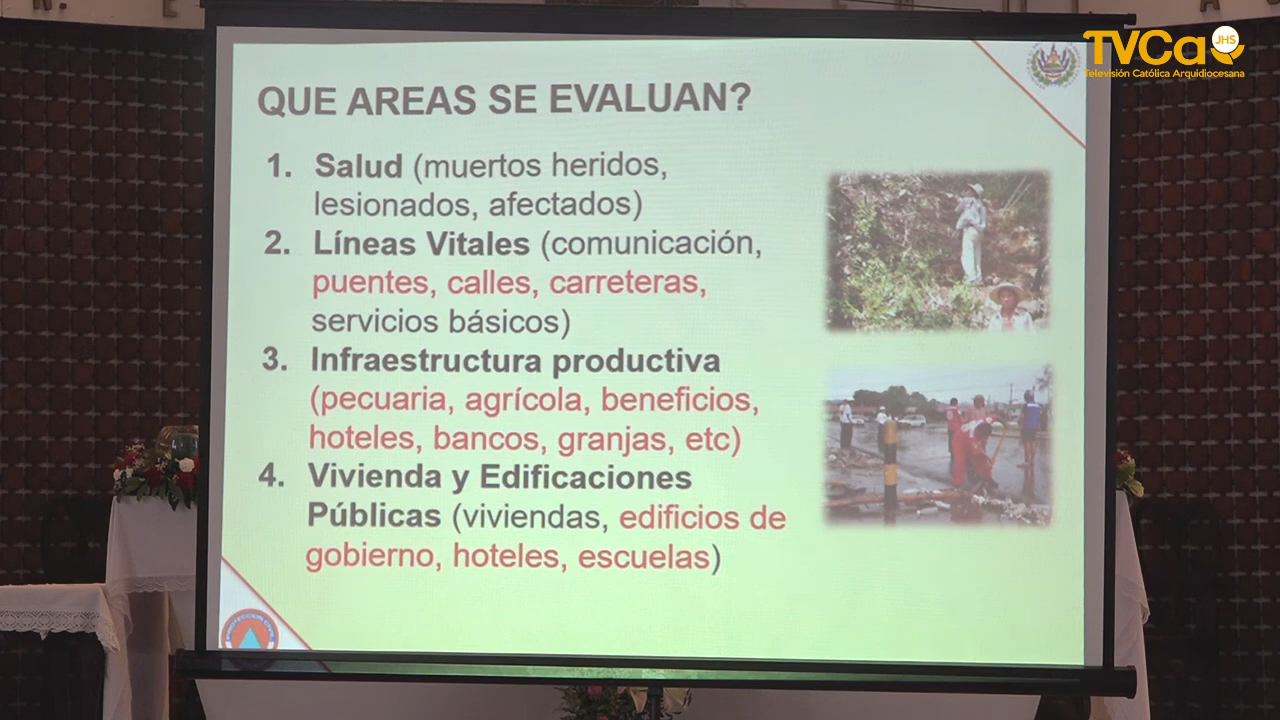 TVCa
JHS
Televisión Católica Arquidiocesana
QUE AREAS SE EVALUAN?
1. Salud (muertos heridos,
lesionados, afectados)
2. Líneas Vitales (comunicación,
puentes, calles, carreteras,
servicios básicos)
3. Infraestructura productiva
(pecuaria, agrícola, beneficios,
hoteles, bancos, granjas, etc)
4. Vivienda y Edificaciones
Públicas (viviendas, edificios de
gobierno, hoteles, escuelas)
PROTECCION CIVIL